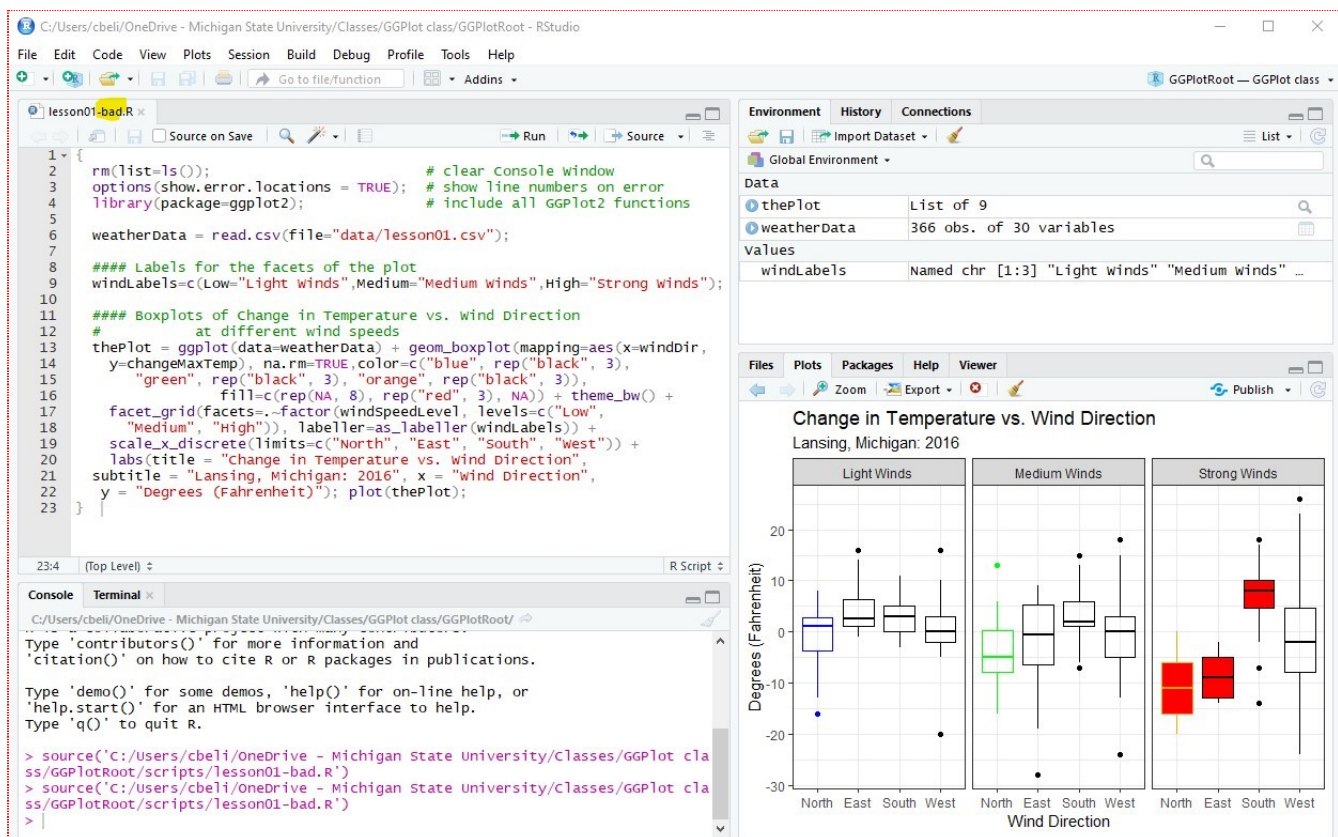 C:/Users/cbeli/OneDrive - Michigan State University/Classes/GGPlot class/GGPlotRoot - RStudio
File Edit Code View Plots Session Build Debug Profile Tools Help
Go to file/function Addins
GGPlotRoot — GGPlot class
lesson01-bad.R
Source on Save Run Source
1 {
2 rm(list=ls()); # clear Console Window
3 options(show.error.locations = TRUE); # show line numbers on error
4 library(package=ggplot2); # include all GGPlot2 functions
5
6 weatherData = read.csv(file="data/lesson01.csv");
7
8 #### Labels for the facets of the plot
9 windLabels=c(Low="Light Winds",Medium="Medium Winds",High="Strong Winds");
10
11 #### Boxplots of Change in Temperature vs. Wind Direction
12 # at different wind speeds
13 thePlot = ggplot(data=weatherData) + geom_boxplot(mapping=aes(x=windDir,
14 y=changeMaxTemp), na.rm=TRUE,color=c("blue", rep("black", 3),
15 "green", rep("black", 3), "orange", rep("black", 3)),
16 fill=c(rep(NA, 8), rep("red", 3), NA)) + theme_bw() +
17 facet_grid(facets=.~factor(windSpeedLevel, levels=c("Low",
18 "Medium", "High")), labeller=as_labeller(windLabels)) +
19 scale_x_discrete(limits=c("North", "East", "South", "West")) +
20 labs(title = "Change in Temperature vs. Wind Direction",
21 subtitle = "Lansing, Michigan: 2016", x = "Wind Direction",
22 y = "Degrees (Fahrenheit)"); plot(thePlot);
23 }
23:4 (Top Level) R Script
Console Terminal
C:/Users/cbeli/OneDrive - Michigan State University/Classes/GGPlot class/GGPlotRoot/
Type 'contributors()' for more information and
'citation()' on how to cite R or R packages in publications.
Type 'demo()' for some demos, 'help()' for on-line help, or
'help.start()' for an HTML browser interface to help.
Type 'q()' to quit R.
> source('C:/Users/cbeli/OneDrive - Michigan State University/Classes/GGPlot cla
ss/GGPlotRoot/scripts/lesson01-bad.R')
> source('C:/Users/cbeli/OneDrive - Michigan State University/Classes/GGPlot cla
ss/GGPlotRoot/scripts/lesson01-bad.R')
>
Environment History Connections
Import Dataset List
Global Environment
Data
thePlot List of 9
weatherData 366 obs. of 30 variables
Values
windLabels Named chr [1:3] "Light Winds" "Medium Winds" …
Files Plots Packages Help Viewer
Zoom Export Publish
Change in Temperature vs. Wind Direction
Lansing, Michigan: 2016
Light Winds Medium Winds Strong Winds
Degrees (Fahrenheit)
20
10
0
-10
-20
-30
North East South West North East South West North East South West
Wind Direction